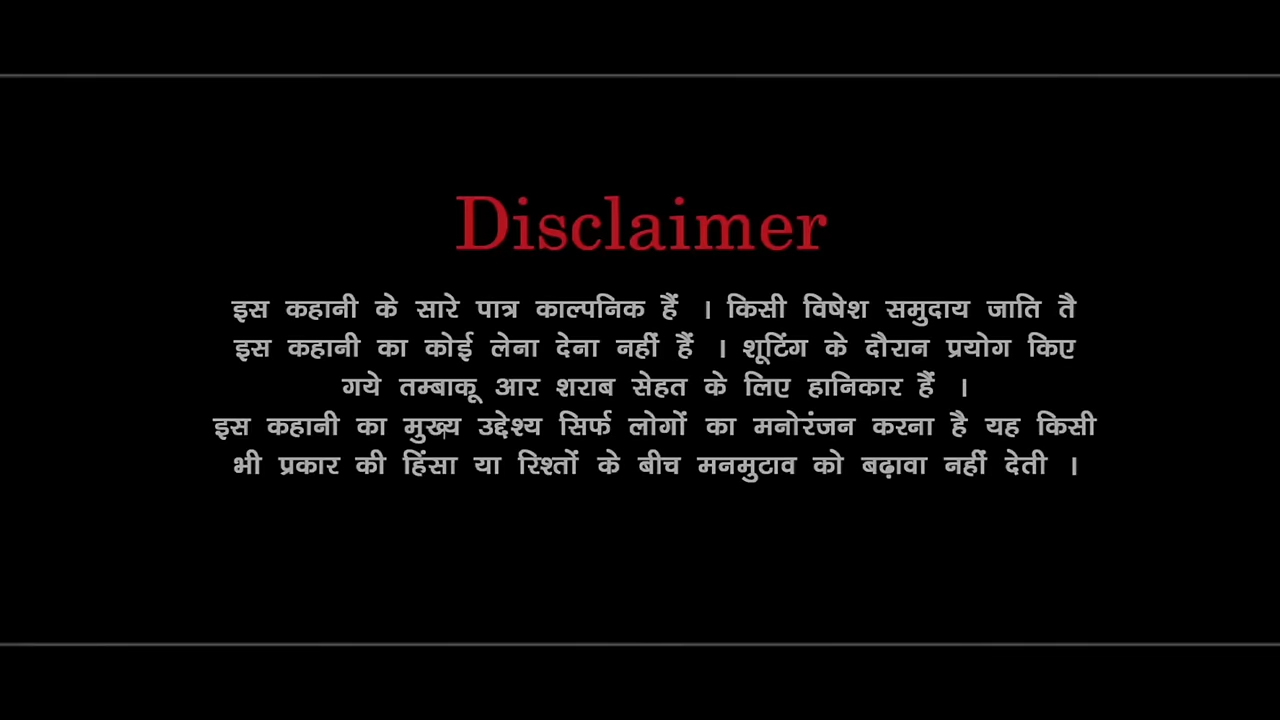 Disclaimer
इस कहानी के सारे पात्र काल्पनिक हैं । किसी विषेश समुदाय जाति तै
इस कहानी का कोई लेना देना नहीं हैं । शूटिंग के दौरान प्रयोग किए
गये तम्बाकू आर शराब सेहत के लिए हानिकार हैं ।
इस कहानी का मुख्य उद्देश्य सिर्फ लोगों का मनोरंजन करना है यह किसी
भी प्रकार की हिंसा या रिश्तों के बीच मनमुटाव को बढ़ावा नहीं देती ।